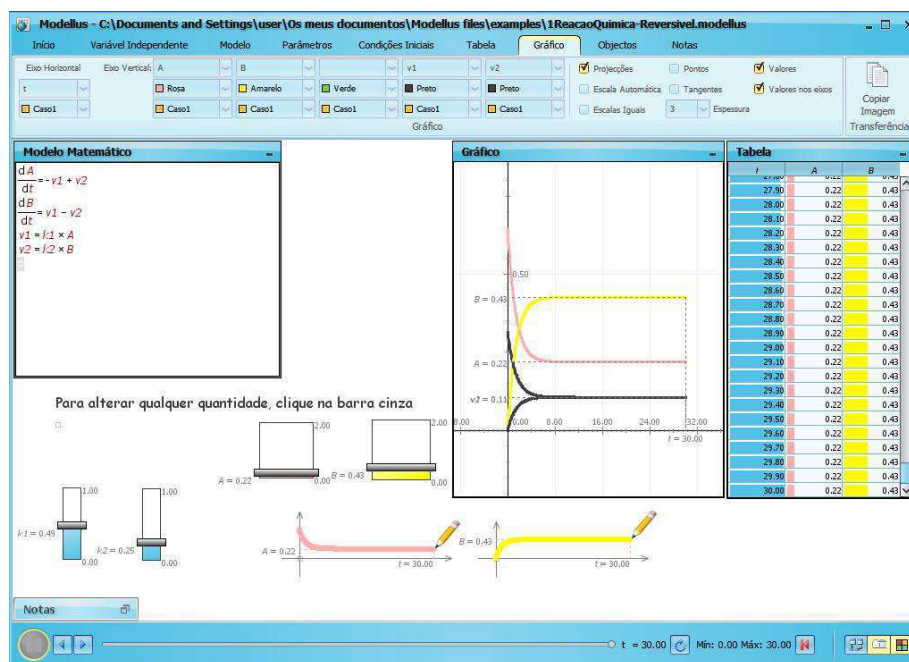 Modellus - C:\Documents and Settings\user\Os meus documentos\Modellus files\examples\1ReacaoQuimica-Reversivel.modellus
Início Variável Independente Modelo Parâmetros Condições Iniciais Tabela Gráfico Objectos Notas
Eixo Horizontal Eixo Vertical: A B v1 v2 Projecções Pontos Valores
t Rosa Amarelo Verde Preto Preto Escala Automática Tangentes Valores nos eixos
Caso1 Caso1 Caso1 Caso1 Caso1 Caso1 Escalas Iguais 3 Espessura
Copiar
Imagem
Gráfico Transferência
Modelo Matemático
dA
dt = -v1 + v2
dB
dt = v1 - v2
v1 = k1 × A
v2 = k2 × B
Gráfico
0.50
B = 0.43
A = 0.22
v2 = 0.11
0.00 8.00 16.00 24.00 32.00
t = 30.00
Tabela
t A B
27.80 0.22 0.43
27.90 0.22 0.43
28.00 0.22 0.43
28.10 0.22 0.43
28.20 0.22 0.43
28.30 0.22 0.43
28.40 0.22 0.43
28.50 0.22 0.43
28.60 0.22 0.43
28.70 0.22 0.43
28.80 0.22 0.43
28.90 0.22 0.43
29.00 0.22 0.43
29.10 0.22 0.43
29.20 0.22 0.43
29.30 0.22 0.43
29.40 0.22 0.43
29.50 0.22 0.43
29.60 0.22 0.43
29.70 0.22 0.43
29.80 0.22 0.43
29.90 0.22 0.43
30.00 0.22 0.43
Para alterar qualquer quantidade, clique na barra cinza
2.00
A = 0.22
0.00
2.00
B = 0.43
0.00
1.00
k1 = 0.49
0.00
1.00
k2 = 0.25
0.00
A = 0.22
t = 30.00
B = 0.43
t = 30.00
Notas
t = 30.00 Mín: 0.00 Máx: 30.00